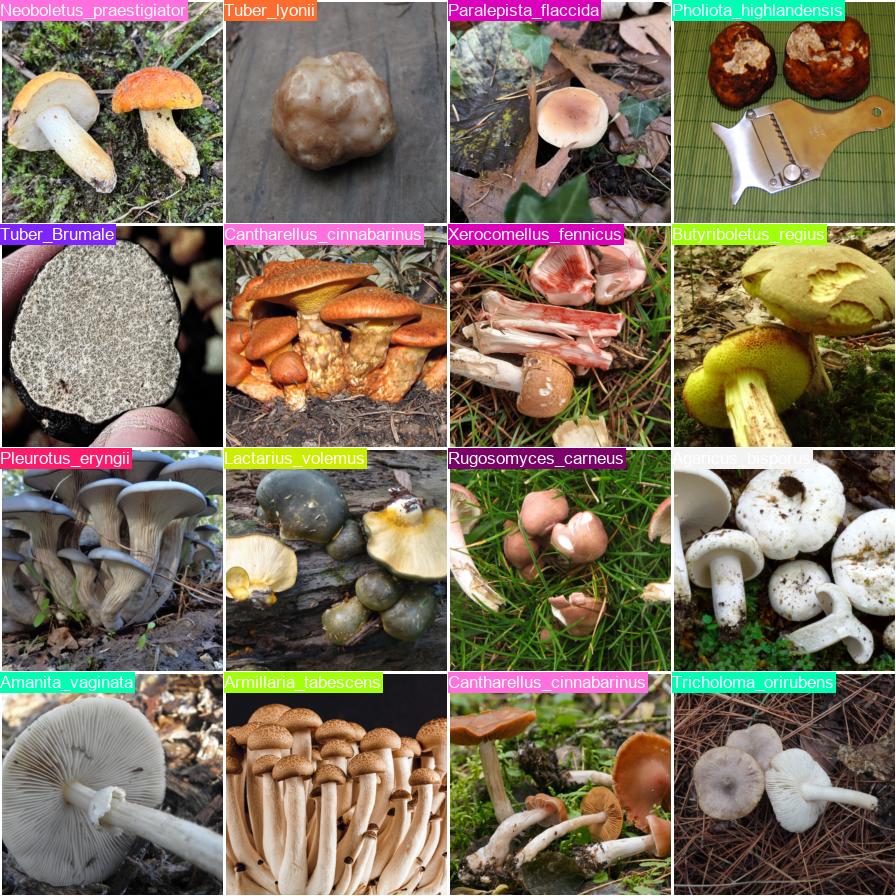 Neoboletus_praestigiator
Tuber_lyonii
Paralepista_flaccida
Pholiota_highlandensis
Tuber_Brumale
Cantharellus_cinnabarinus
Xerocomellus_fennicus
Butyriboletus_regius
Pleurotus_eryngii
Lactarius_volemus
Rugosomyces_carneus
Agaricus_bisporus
Amanita_vaginata
Armillaria_tabescens
Cantharellus_cinnabarinus
Tricholoma_orirubens